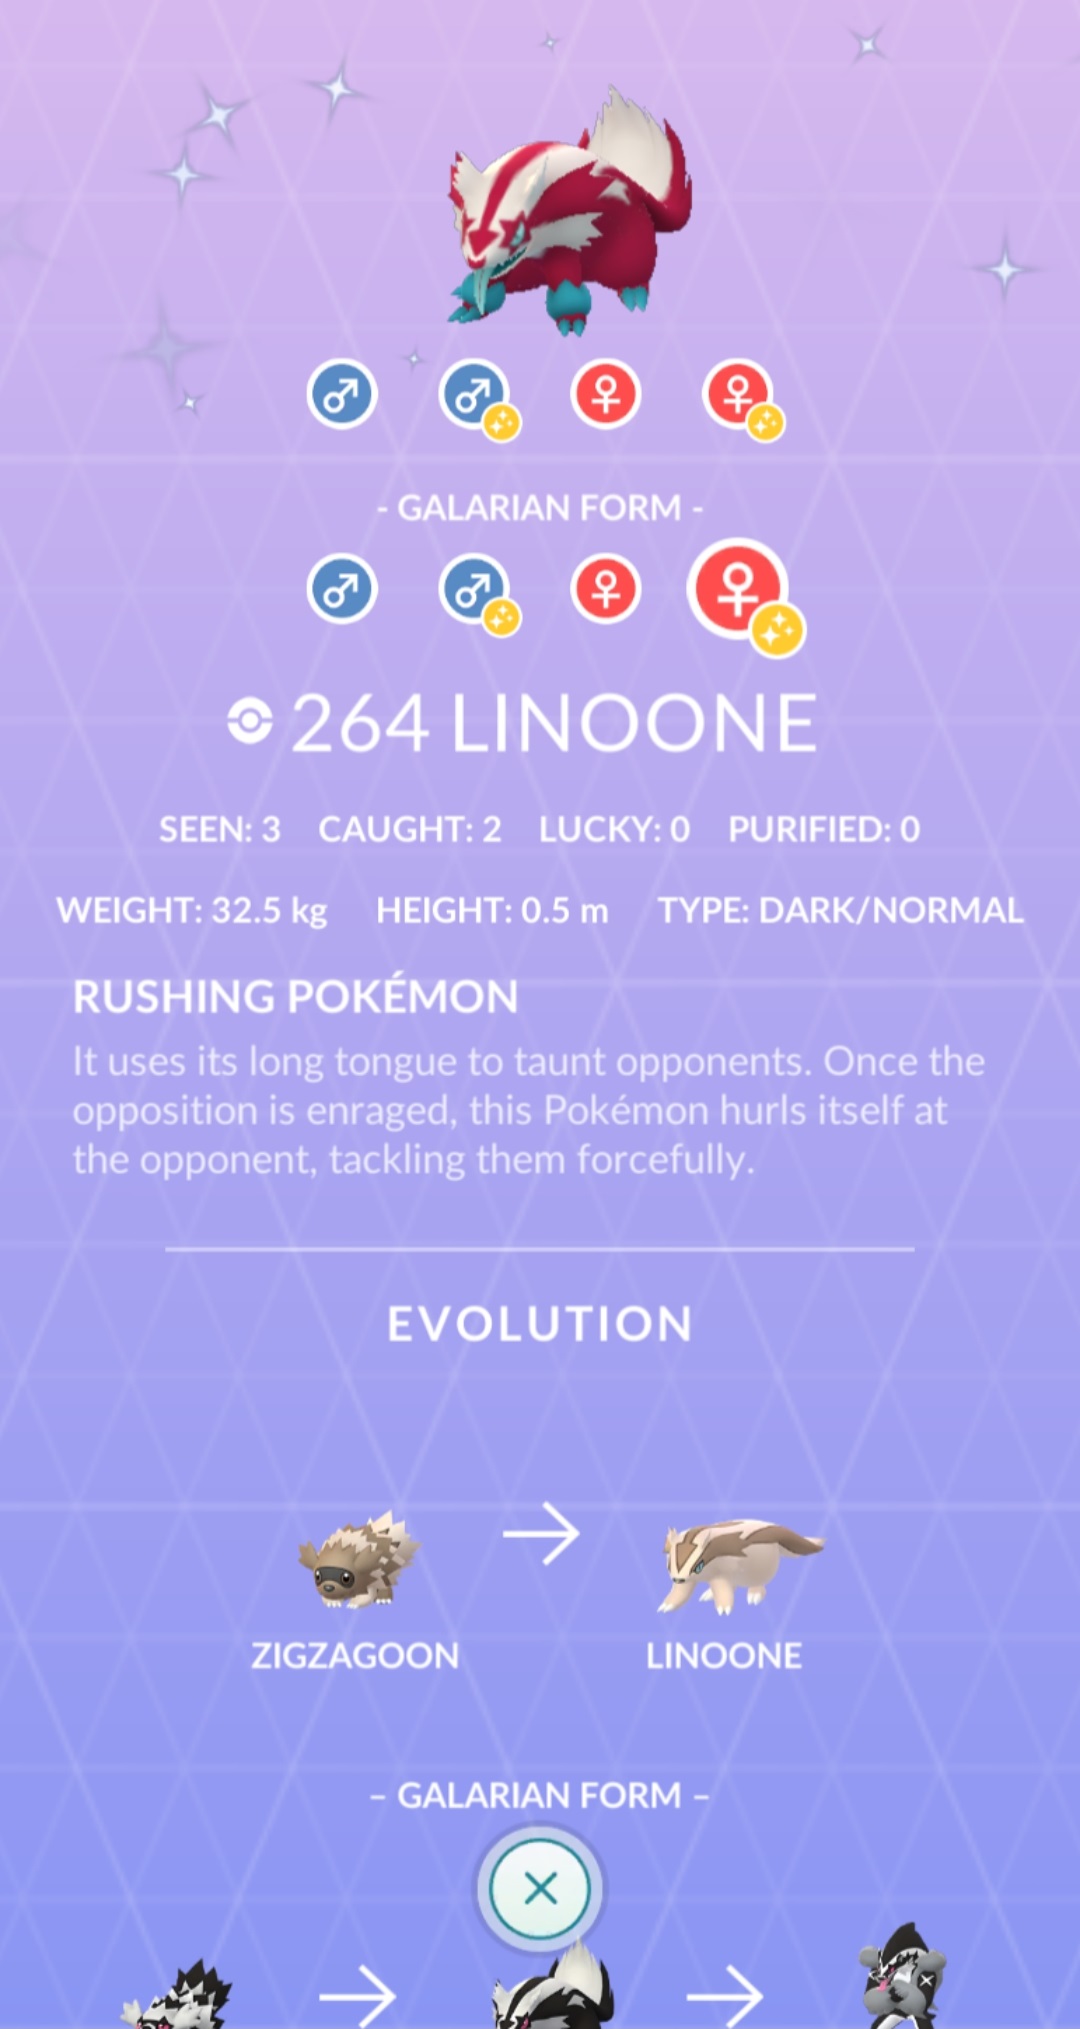 - GALARIAN FORM -
264 LINOONE
SEEN: 3 CAUGHT: 2 LUCKY: 0 PURIFIED: 0
WEIGHT: 32.5 kg HEIGHT: 0.5 m TYPE: DARK/NORMAL
RUSHING POKÉMON
It uses its long tongue to taunt opponents. Once the
opposition is enraged, this Pokémon hurls itself at
the opponent, tackling them forcefully.
EVOLUTION
ZIGZAGOON LINOONE
– GALARIAN FORM –